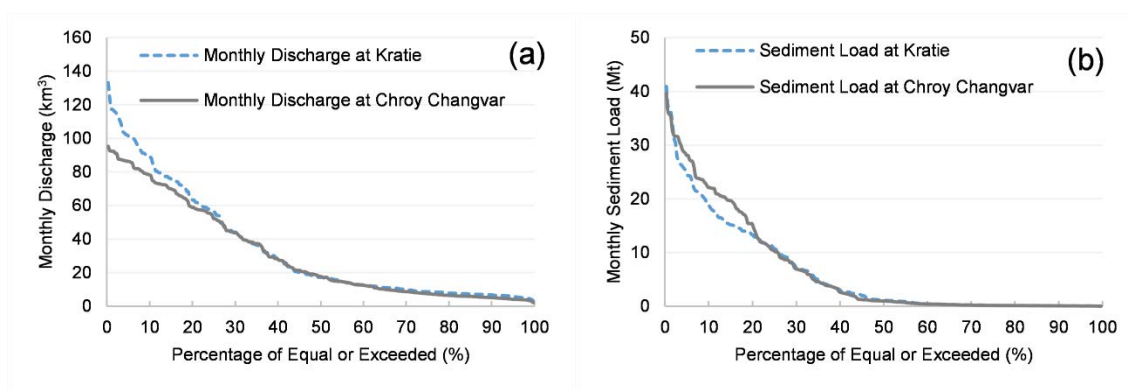 (a)
Monthly Discharge at Kratie
Monthly Discharge at Chroy Changvar
Monthly Discharge (km³)
160
140
120
100
80
60
40
20
0
0 10 20 30 40 50 60 70 80 90 100
Percentage of Equal or Exceeded (%)
(b)
Sediment Load at Kratie
Sediment Load at Chroy Changvar
Monthly Sediment Load (Mt)
50
40
30
20
10
0
0 10 20 30 40 50 60 70 80 90 100
Percentage of Equal or Exceeded (%)